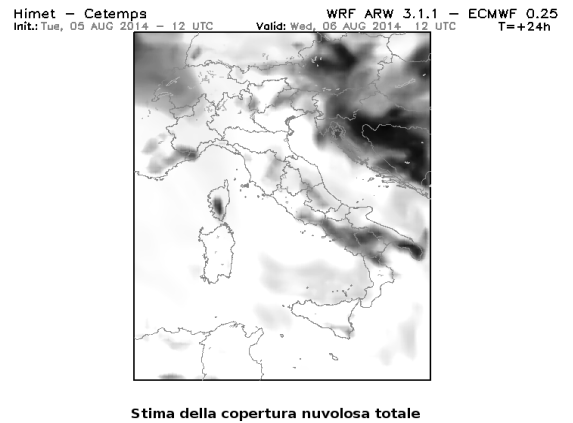 Himet – Cetemps WRF ARW 3.1.1 – ECMWF 0.25
Init.: Tue, 05 AUG 2014 – 12 UTC Valid: Wed, 06 AUG 2014 12 UTC T=+24h
Stima della copertura nuvolosa totale